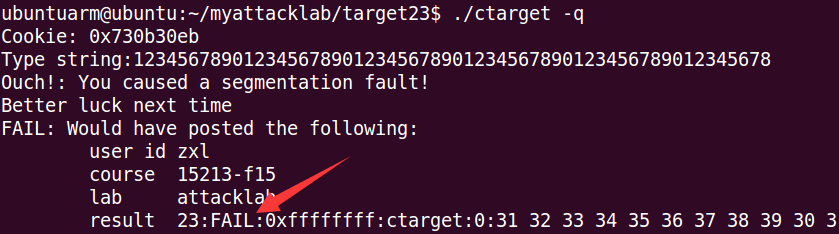 ubuntuarm@ubuntu:~/myattacklab/target23$ ./ctarget -q
Cookie: 0x730b30eb
Type string:123456789012345678901234567890123456789012345678
Ouch!: You caused a segmentation fault!
Better luck next time
FAIL: Would have posted the following:
user id zxl
course 15213-f15
lab attacklab
result 23:FAIL:0xffffffff:ctarget:0:31 32 33 34 35 36 37 38 39 30 3